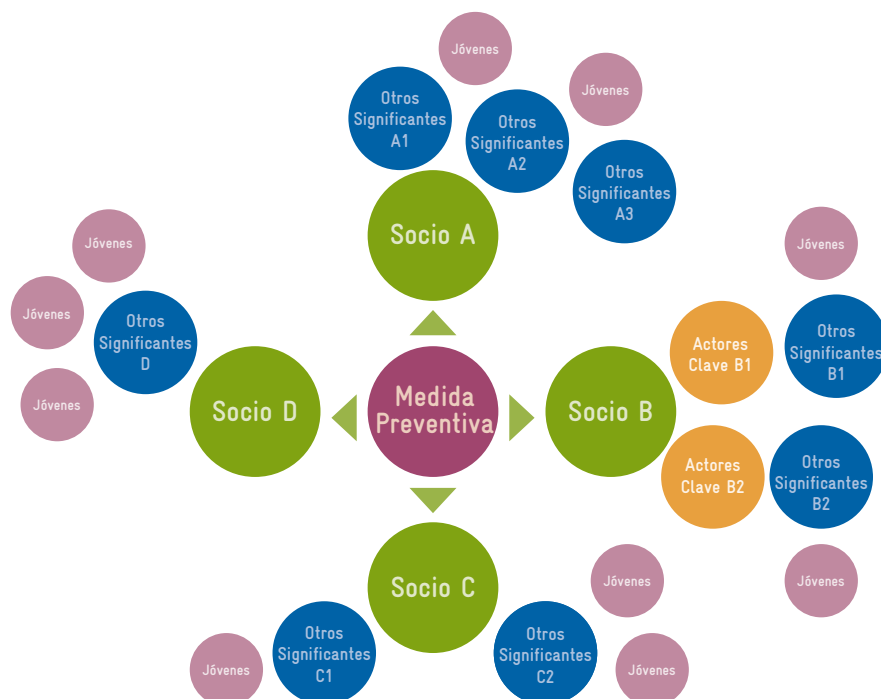 Jóvenes
Otros
Significantes
A1
Otros
Significantes
A2
Jóvenes
Otros
Significantes
A3
Socio A
Jóvenes
Jóvenes
Otros
Significantes
D
Jóvenes
Socio D
Medida
Preventiva
Socio B
Actores
Clave B1
Otros
Significantes
B1
Jóvenes
Actores
Clave B2
Otros
Significantes
B2
Jóvenes
Socio C
Otros
Significantes
C1
Jóvenes
Otros
Significantes
C2
Jóvenes
Jóvenes